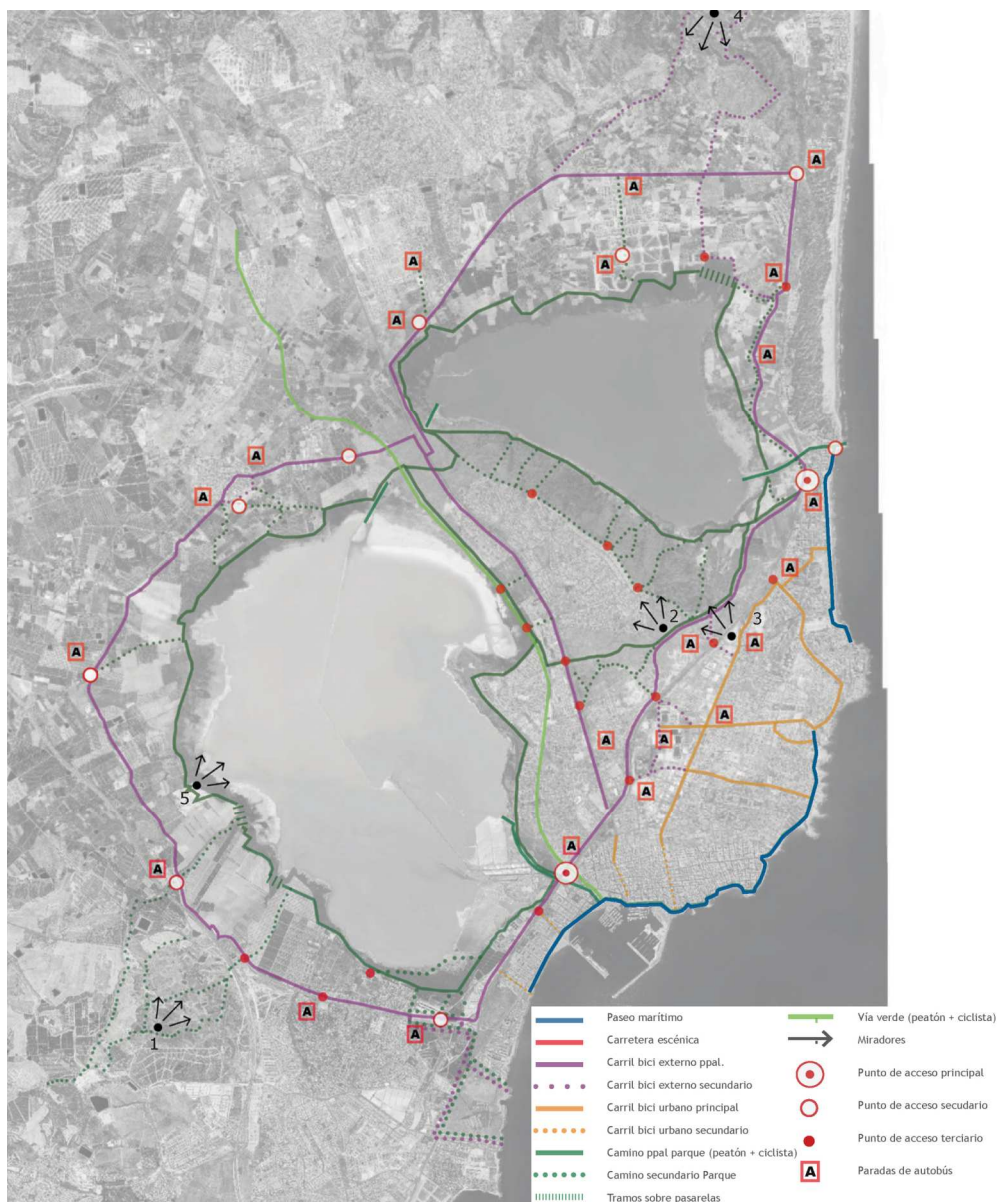 4
A
A
A
A
A
A
A
A
A
A
A
2
3
A
A
A
A
A
A
A
5
A
A
A
A
A
1
Paseo marítimo
Carretera escénica
Carril bici externo ppal.
Carril bici externo secundario
Carril bici urbano principal
Carril bici urbano secundario
Camino ppal parque (peatón + ciclista)
Camino secundario Parque
Tramos sobre pasarelas
Vía verde (peatón + ciclista)
Miradores
Punto de acceso principal
Punto de acceso secudario
Punto de acceso terciario
A Paradas de autobús